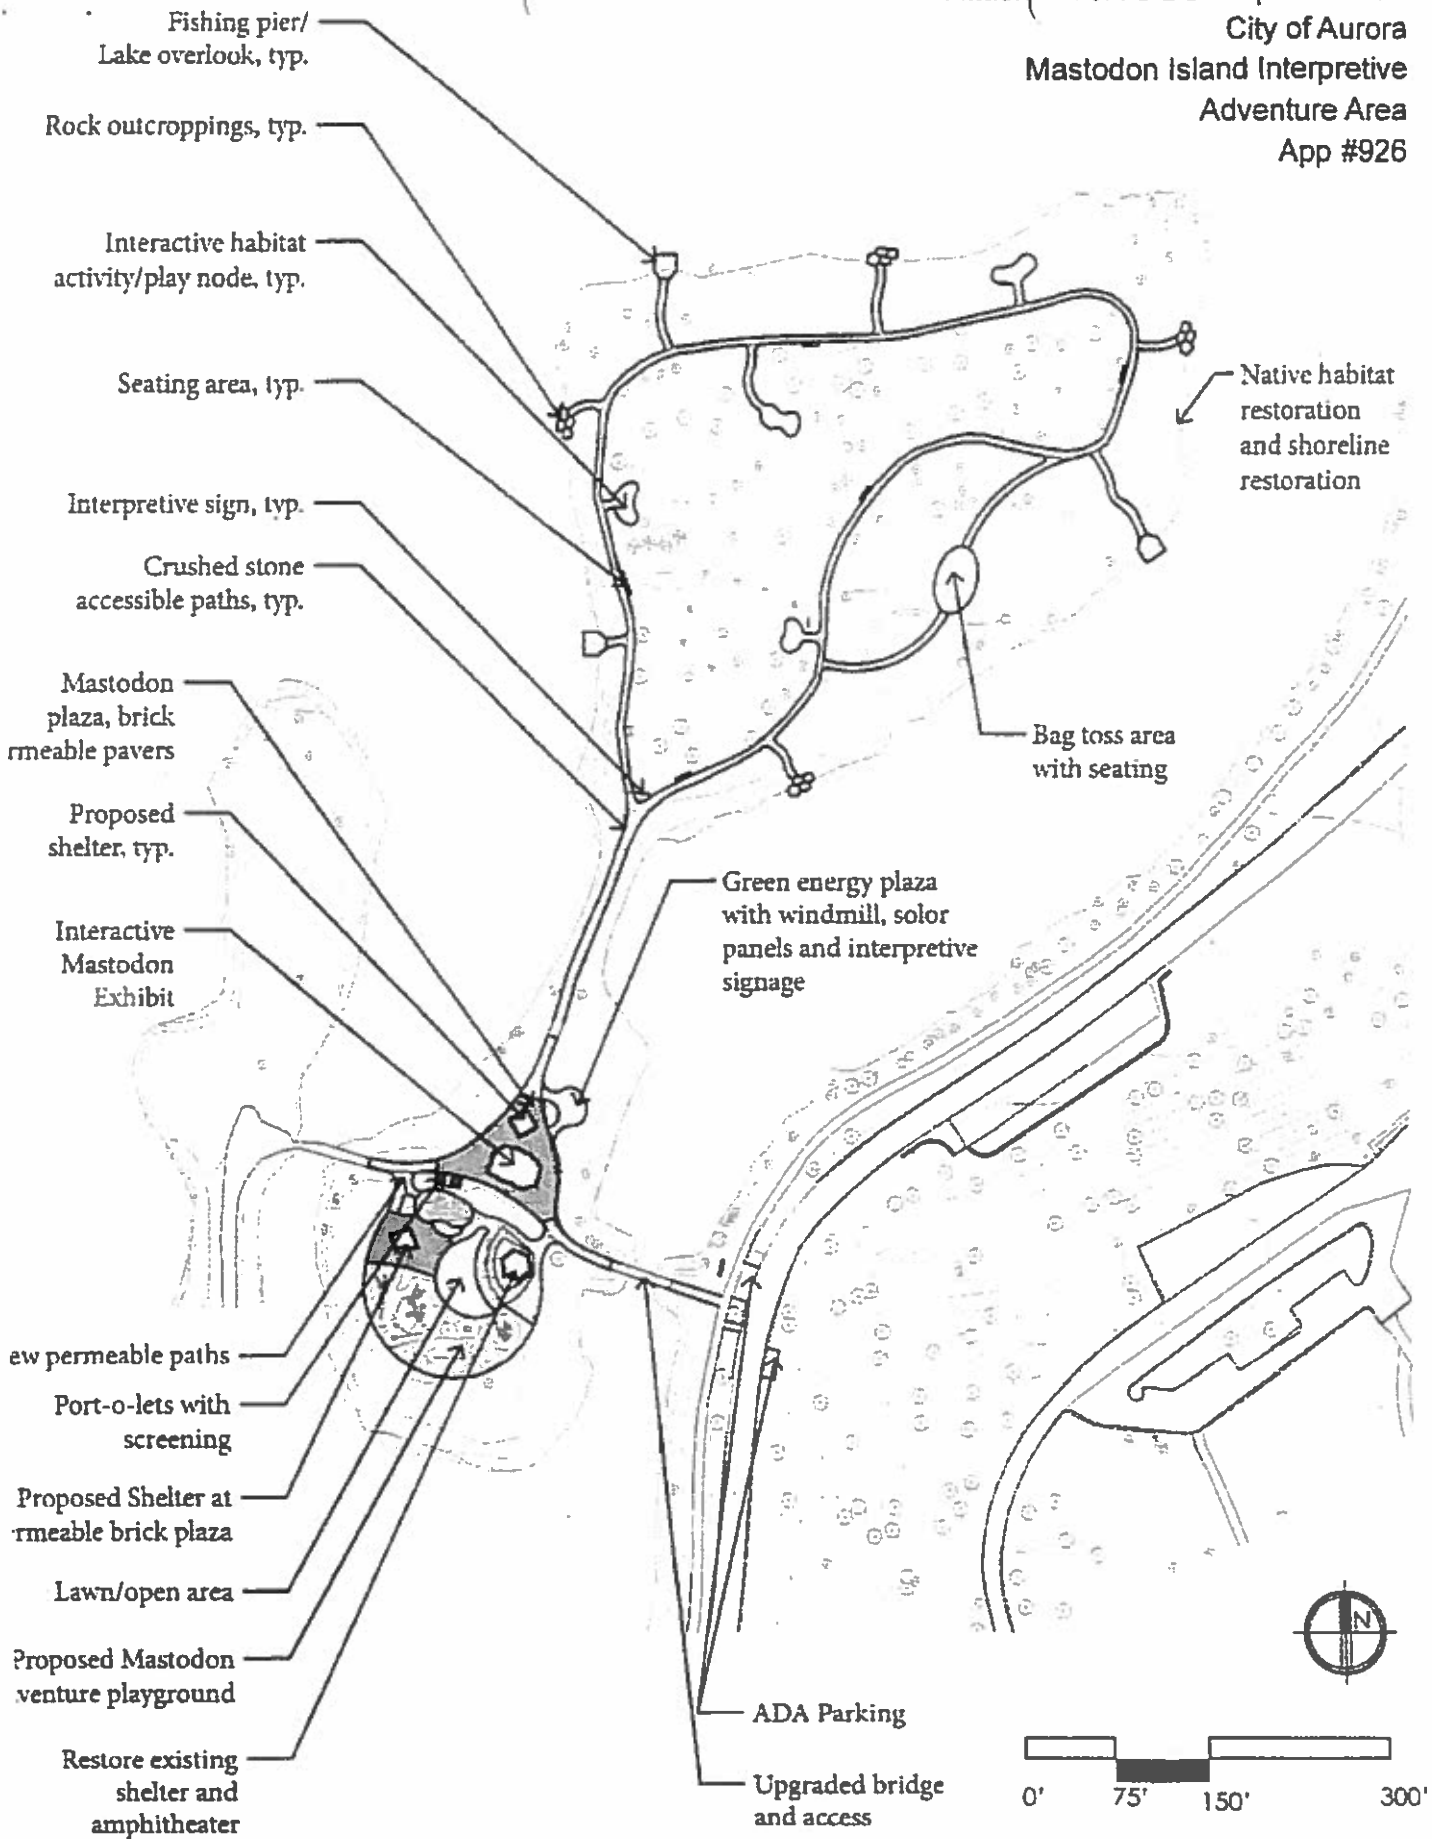 City of Aurora
Mastodon Island Interpretive
Adventure Area
App #926
Fishing pier/
Lake overlook, typ.
Rock outcroppings, typ.
Interactive habitat
activity/play node, typ.
Seating area, typ.
Interpretive sign, typ.
Crushed stone
accessible paths, typ.
Mastodon
plaza, brick
rmeable pavers
Proposed
shelter, typ.
Interactive
Mastodon
Exhibit
Native habitat
restoration
and shoreline
restoration
Bag toss area
with seating
Green energy plaza
with windmill, solor
panels and interpretive
signage
ew permeable paths
Port-o-lets with
screening
Proposed Shelter at
rmeable brick plaza
Lawn/open area
Proposed Mastodon
venture playground
Restore existing
shelter and
amphitheater
ADA Parking
Upgraded bridge
and access
N
0' 75' 150' 300'